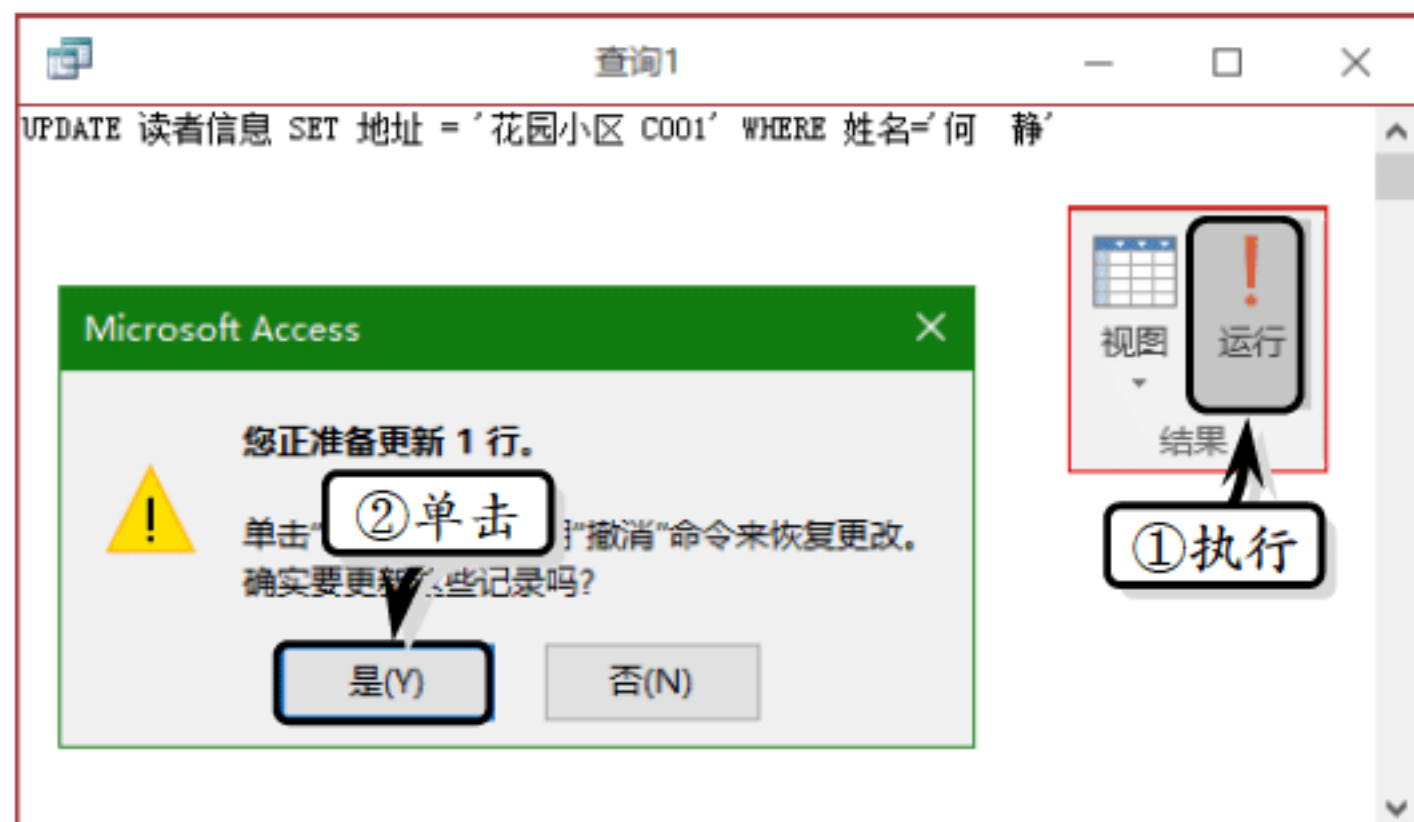 查询1
UPDATE 读者信息 SET 地址 = '花园小区 C001' WHERE 姓名='何　静'
视图
运行
结果
①执行
Microsoft Access
您正准备更新 1 行。
②单击
单击“ “撤消”命令来恢复更改。
确实要更新 些记录吗?
是(Y)
否(N)